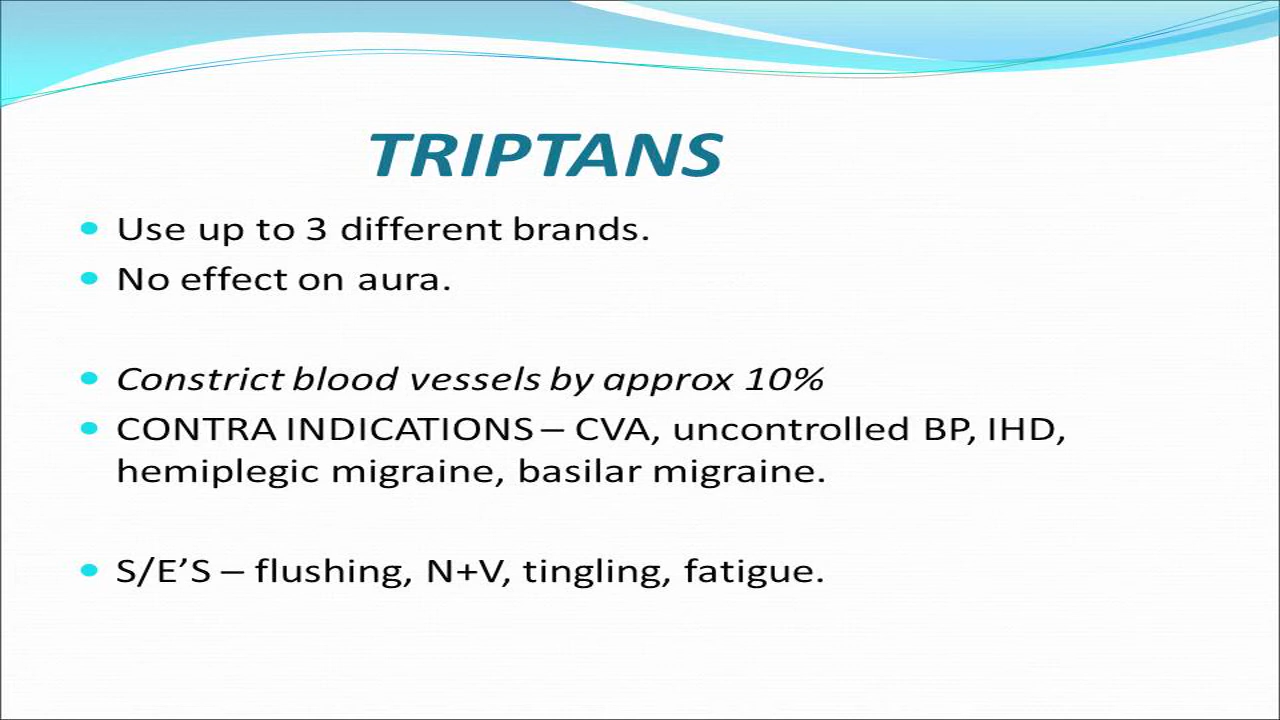 TRIPTANS
Use up to 3 different brands.
No effect on aura.
Constrict blood vessels by approx 10%
CONTRA INDICATIONS – CVA, uncontrolled BP, IHD,
hemiplegic migraine, basilar migraine.
S/E’S – flushing, N+V, tingling, fatigue.